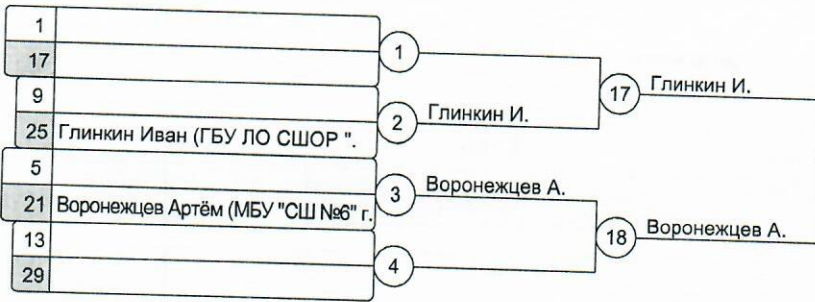 1
17
1
9
17 Глинкин И.
2 Глинкин И.
25 Глинкин Иван (ГБУ ЛО СШОР ".
5
3 Воронежцев А.
21 Воронежцев Артём (МБУ "СШ №6" г.
18 Воронежцев А.
13
4
29